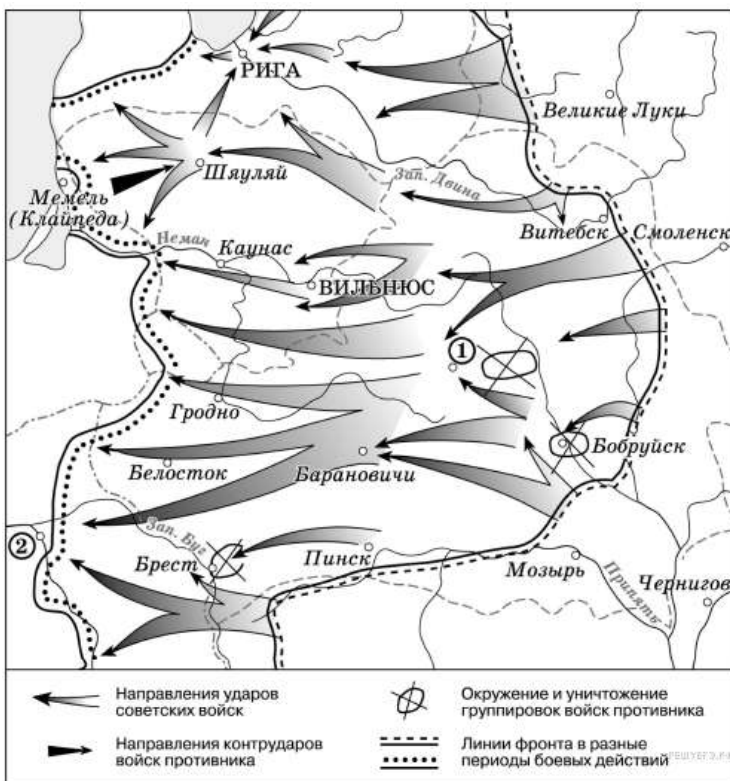 РИГА
Великие Луки
Шяуляй
Зап. Двина
Мемель
(Клайпеда)
Неман
Каунас
Витебск
Смоленск
ВИЛЬНЮС
1
Гродно
Бобруйск
Белосток
Барановичи
2
Зап. Буг
Брест
Пинск
Мозырь
Припять
Чернигов
Направления ударов
советских войск
Окружение и уничтожение
группировок войск противника
Направления контрударов
войск противника
Линии фронта в разные
периоды боевых действий
РЕШУЕГЭ.РФ